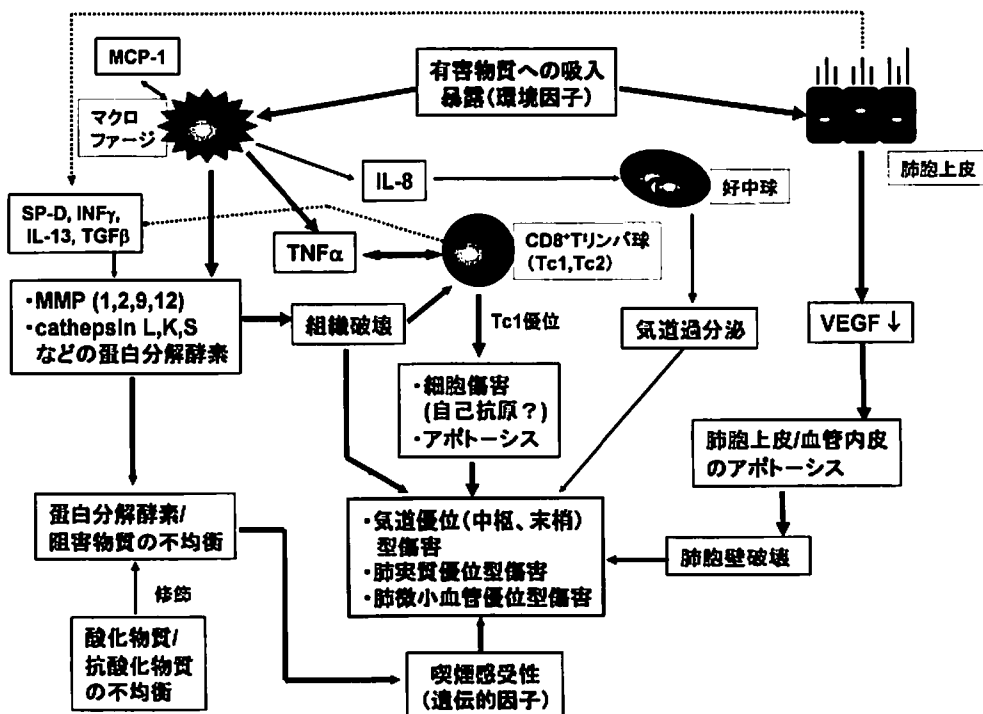 MCP-1
有害物質への吸入
暴露(環境因子)
マクロ
ファージ
肺胞上皮
IL-8
好中球
SP-D, INFγ,
IL-13, TGFβ
TNFα
CD8⁺Tリンパ球
(Tc1,Tc2)
・MMP (1,2,9,12)
・cathepsin L,K,S
などの蛋白分解酵素
組織破壊
Tc1優位
気道過分泌
VEGF ↓
・細胞傷害
(自己抗原？)
・アポトーシス
肺胞上皮/血管内皮
のアポトーシス
蛋白分解酵素/
阻害物質の不均衡
・気道優位(中枢、末梢)
型傷害
・肺実質優位型傷害
・肺微小血管優位型傷害
肺胞壁破壊
修飾
酸化物質/
抗酸化物質
の不均衡
喫煙感受性
(遺伝的因子)